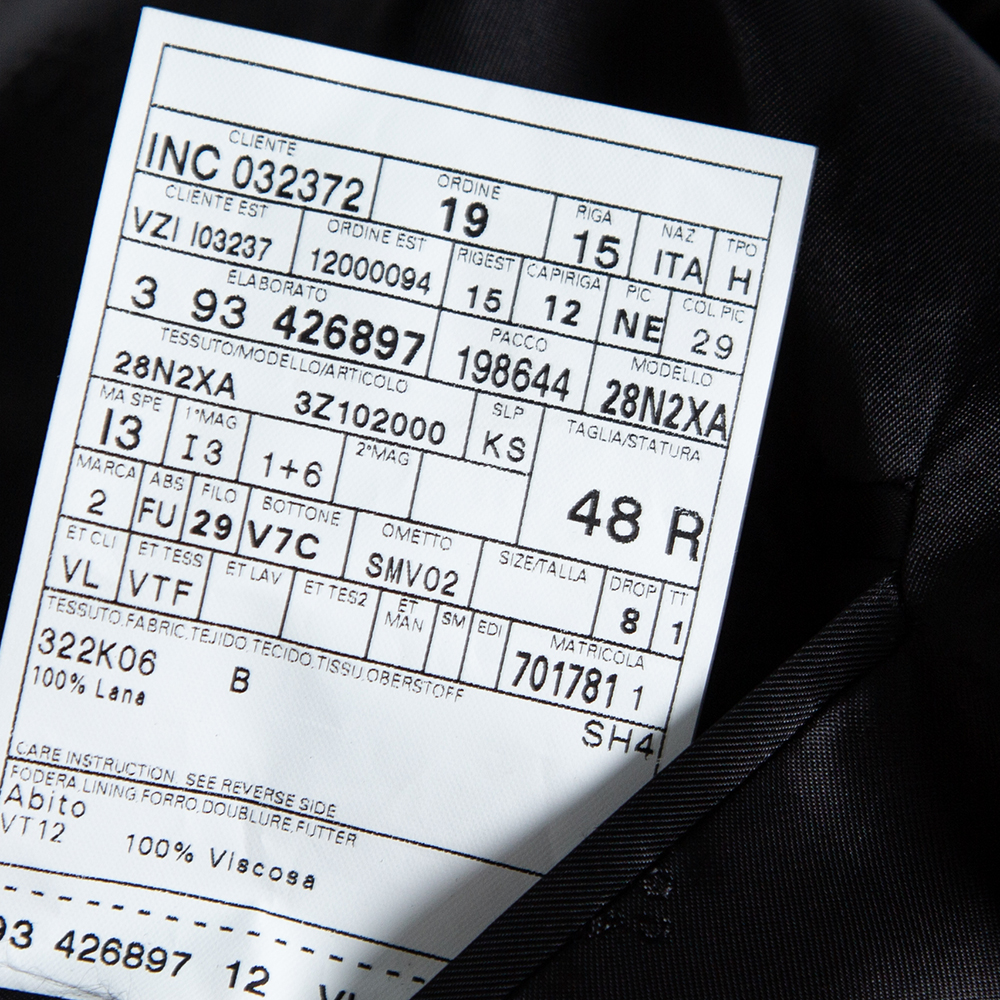 CLIENTE ORDINE RIGA NAZ TPO
INC 032372 19 15 ITA H
CLIENTE EST ORDINE EST RIGEST CAPIRIGA PIC COL PIC
VZI I03237 12000094 15 12 NE 29
ELABORATO PACCO MODELLO
3 93 426897 198644 28N2XA
TESSUTO/MODELLO/ARTICOLO SLP TAGLIA/STATURA
28N2XA 3Z102000 KS 48 R
MA SPE 1°MAG 2°MAG
I3 I3 1+6
MARCA ABS FILO BOTTONE OMETTO SIZE/TALLA DROP TT
2 FU 29 V7C SMV02 8 1
ET CLI ET TESS ET LAV ET TES2 ET MAN SM EDI MATRICOLA
VL VTF 701781 1
TESSUTO,FABRIC,TEJIDO,TECIDO,TISSU,OBERSTOFF
322K06 B SH4
100% Lana
CARE INSTRUCTION, SEE REVERSE SIDE
FODERA,LINING,FORRO,DOUBLURE,FUTTER
Abito
VT12 100% Viscosa
93 426897 12